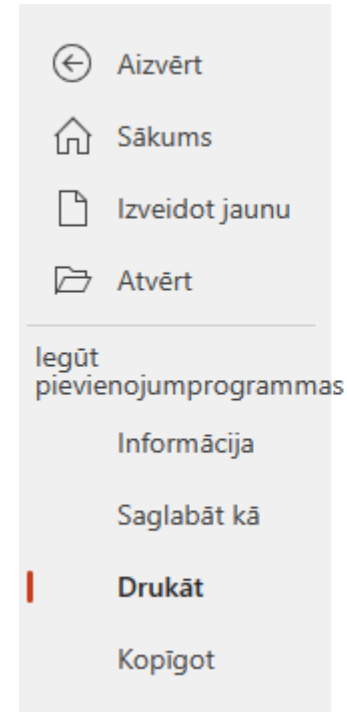 Aizvērt
Sākums
Izveidot jaunu
Atvērt
Iegūt
pievienojumprogrammas
Informācija
Saglabāt kā
Drukāt
Kopīgot